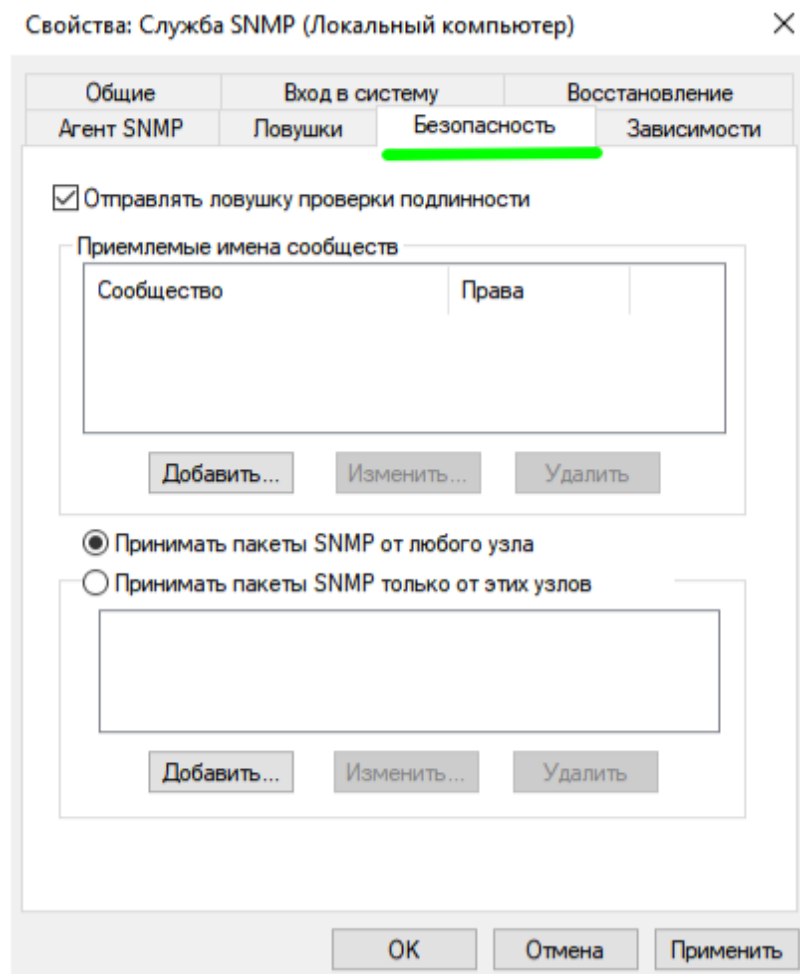 Свойства: Служба SNMP (Локальный компьютер)
Общие Вход в систему Восстановление
Агент SNMP Ловушки Безопасность Зависимости
Отправлять ловушку проверки подлинности
Приемлемые имена сообществ
Сообщество Права
Добавить... Изменить... Удалить
Принимать пакеты SNMP от любого узла
Принимать пакеты SNMP только от этих узлов
Добавить... Изменить... Удалить
ОК Отмена Применить